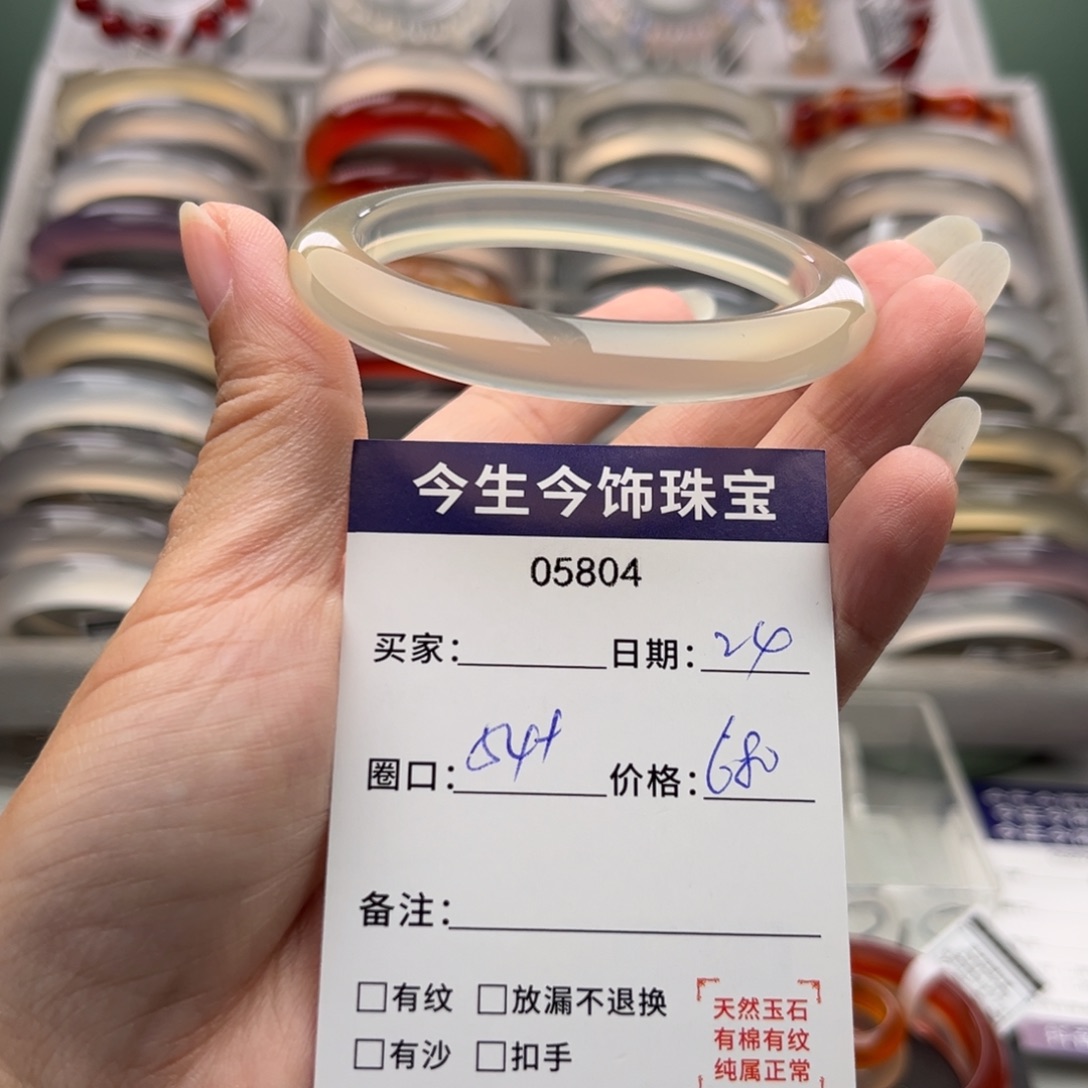 今生今饰珠宝
05804
买家: 日期: 24
圈口: 54+ 价格: 680
备注:
□有纹 □放漏不退换
□有沙 □扣手
天然玉石
有棉有纹
纯属正常